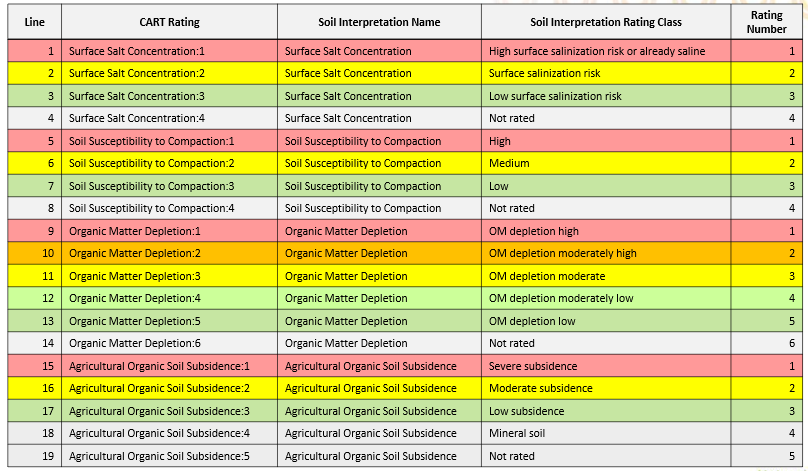 Line CART Rating Soil Interpretation Name Soil Interpretation Rating Class Rating Number
1 Surface Salt Concentration:1 Surface Salt Concentration High surface salinization risk or already saline 1
2 Surface Salt Concentration:2 Surface Salt Concentration Surface salinization risk 2
3 Surface Salt Concentration:3 Surface Salt Concentration Low surface salinization risk 3
4 Surface Salt Concentration:4 Surface Salt Concentration Not rated 4
5 Soil Susceptibility to Compaction:1 Soil Susceptibility to Compaction High 1
6 Soil Susceptibility to Compaction:2 Soil Susceptibility to Compaction Medium 2
7 Soil Susceptibility to Compaction:3 Soil Susceptibility to Compaction Low 3
8 Soil Susceptibility to Compaction:4 Soil Susceptibility to Compaction Not rated 4
9 Organic Matter Depletion:1 Organic Matter Depletion OM depletion high 1
10 Organic Matter Depletion:2 Organic Matter Depletion OM depletion moderately high 2
11 Organic Matter Depletion:3 Organic Matter Depletion OM depletion moderate 3
12 Organic Matter Depletion:4 Organic Matter Depletion OM depletion moderately low 4
13 Organic Matter Depletion:5 Organic Matter Depletion OM depletion low 5
14 Organic Matter Depletion:6 Organic Matter Depletion Not rated 6
15 Agricultural Organic Soil Subsidence:1 Agricultural Organic Soil Subsidence Severe subsidence 1
16 Agricultural Organic Soil Subsidence:2 Agricultural Organic Soil Subsidence Moderate subsidence 2
17 Agricultural Organic Soil Subsidence:3 Agricultural Organic Soil Subsidence Low subsidence 3
18 Agricultural Organic Soil Subsidence:4 Agricultural Organic Soil Subsidence Mineral soil 4
19 Agricultural Organic Soil Subsidence:5 Agricultural Organic Soil Subsidence Not rated 5